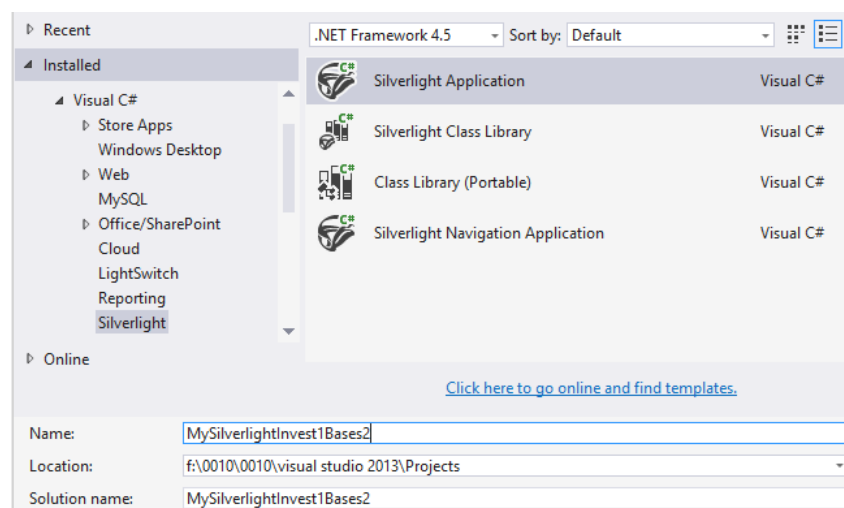 Recent
.NET Framework 4.5 Sort by: Default
Installed
Visual C#
Store Apps
Windows Desktop
Web
MySQL
Office/SharePoint
Cloud
LightSwitch
Reporting
Silverlight
Online
C# Silverlight Application Visual C#
C# Silverlight Class Library Visual C#
C# Class Library (Portable) Visual C#
C# Silverlight Navigation Application Visual C#
Click here to go online and find templates.
Name: MySilverlightInvest1Bases2
Location: f:\0010\0010\visual studio 2013\Projects
Solution name: MySilverlightInvest1Bases2